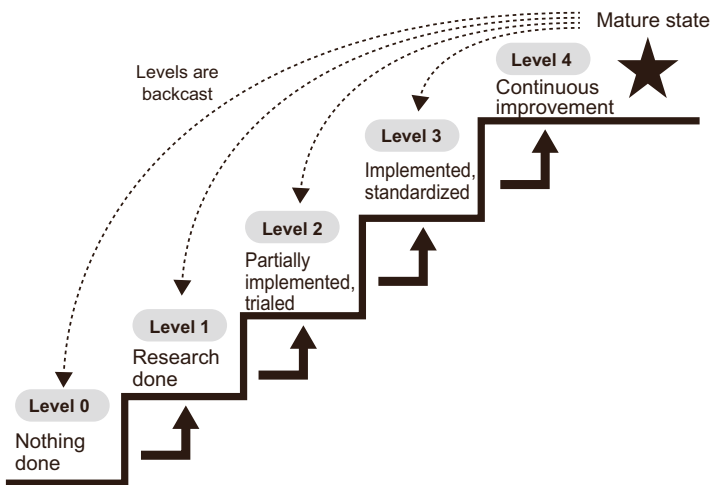 Mature state
Levels are
backcast
Level 4
Continuous
improvement
Level 3
Implemented,
standardized
Level 2
Partially
implemented,
trialed
Level 1
Research
done
Level 0
Nothing
done